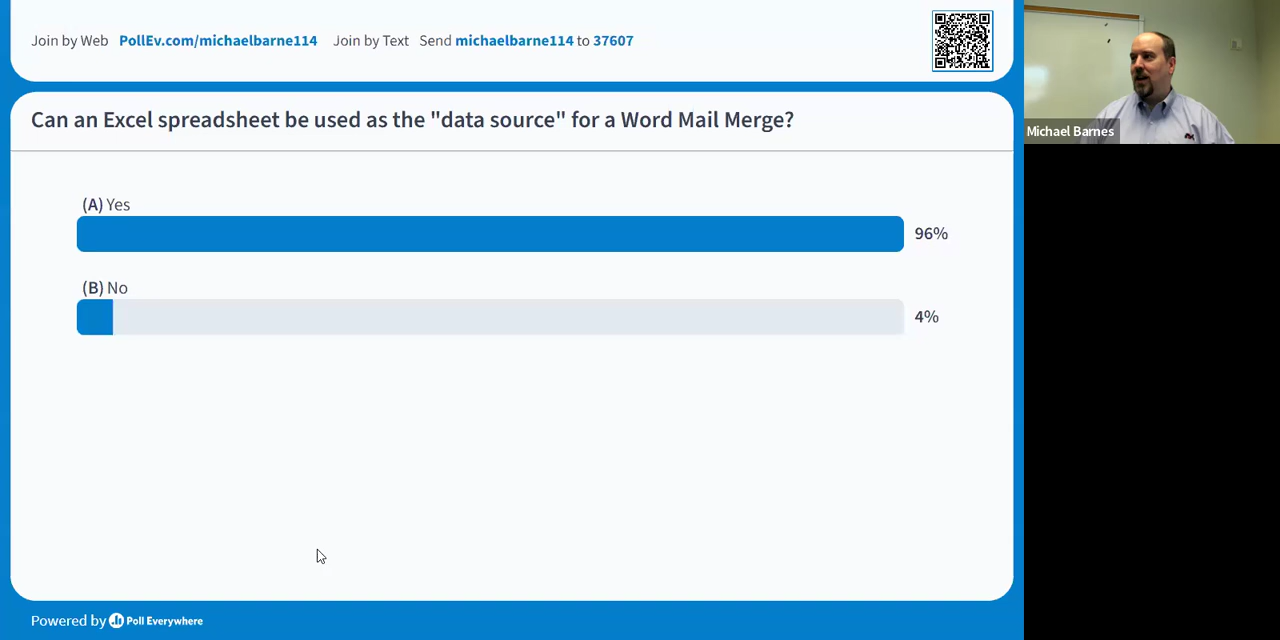 Join by Web PollEv.com/michaelbarne114 Join by Text Send michaelbarne114 to 37607
Can an Excel spreadsheet be used as the "data source" for a Word Mail Merge?
(A) Yes
96%
(B) No
4%
Powered by Poll Everywhere
Michael Barnes